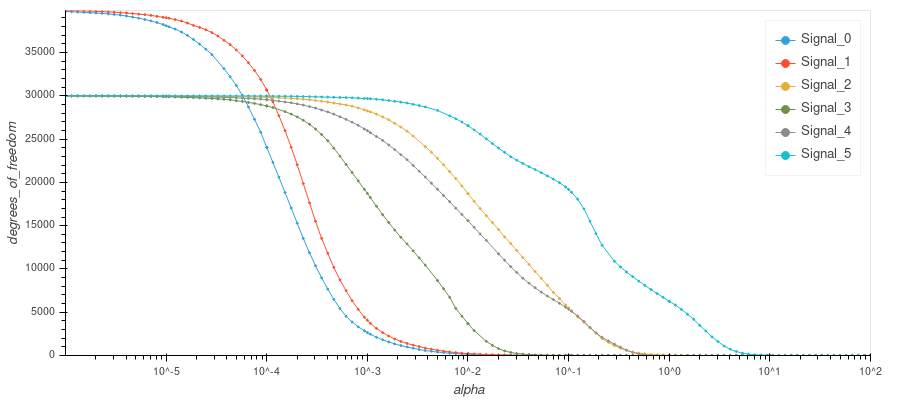 degrees_of_freedom
35000
30000
25000
20000
15000
10000
5000
0
10^-5 10^-4 10^-3 10^-2 10^-1 10^0 10^1 10^2
alpha
Signal_0
Signal_1
Signal_2
Signal_3
Signal_4
Signal_5